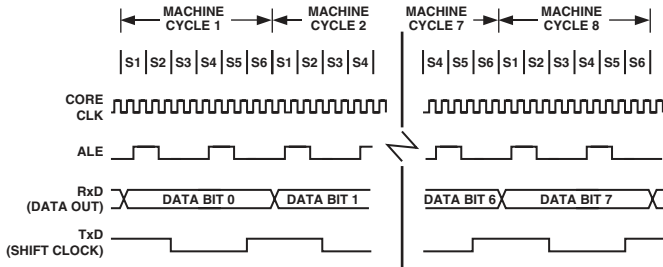 MACHINE CYCLE 1
MACHINE CYCLE 2
MACHINE CYCLE 7
MACHINE CYCLE 8
S1 S2 S3 S4 S5 S6 S1 S2 S3 S4 S4 S5 S6 S1 S2 S3 S4 S5 S6
CORE CLK
ALE
RxD (DATA OUT)
DATA BIT 0 DATA BIT 1 DATA BIT 6 DATA BIT 7
TxD (SHIFT CLOCK)